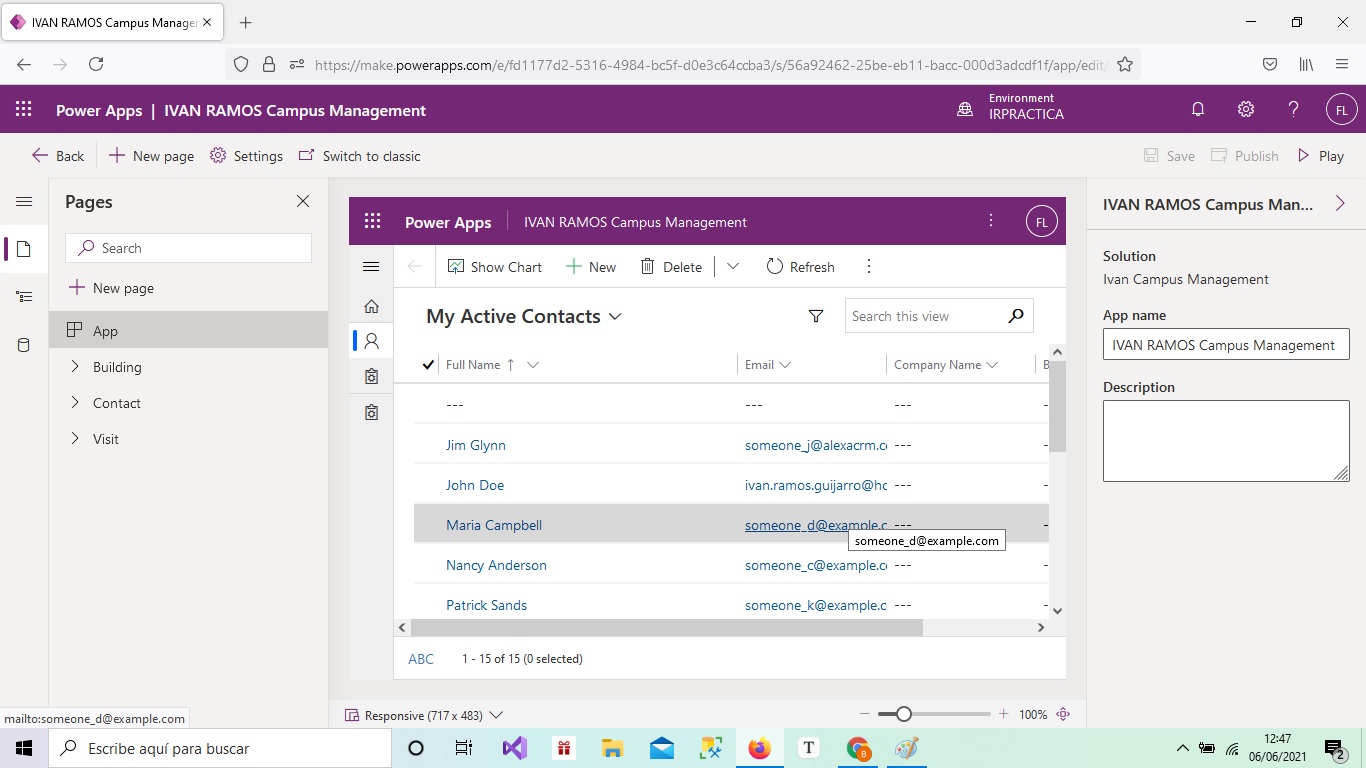 IVAN RAMOS Campus Manager
https://make.powerapps.com/e/fd1177d2-5316-4984-bc5f-d0e3c64ccba3/s/56a92462-25be-eb11-bacc-000d3adcdf1f/app/edit/
Power Apps | IVAN RAMOS Campus Management
Environment
IRPRACTICA
FL
Back
New page
Settings
Switch to classic
Save
Publish
Play
Pages
Search
New page
App
Building
Contact
Visit
Power Apps
IVAN RAMOS Campus Management
FL
Show Chart
New
Delete
Refresh
My Active Contacts
Search this view
Full Name
Email
Company Name
B
--- --- --- -
Jim Glynn someone_j@alexacrm.co --- -
John Doe ivan.ramos.guijarro@ho --- -
Maria Campbell someone_d@example.c --- -
someone_d@example.com
Nancy Anderson someone_c@example.co --- -
Patrick Sands someone_k@example.c --- -
ABC
1 - 15 of 15 (0 selected)
Responsive (717 x 483)
100%
IVAN RAMOS Campus Man...
Solution
Ivan Campus Management
App name
IVAN RAMOS Campus Management
Description
mailto:someone_d@example.com
Escribe aquí para buscar
T
B
12:47
06/06/2021
2